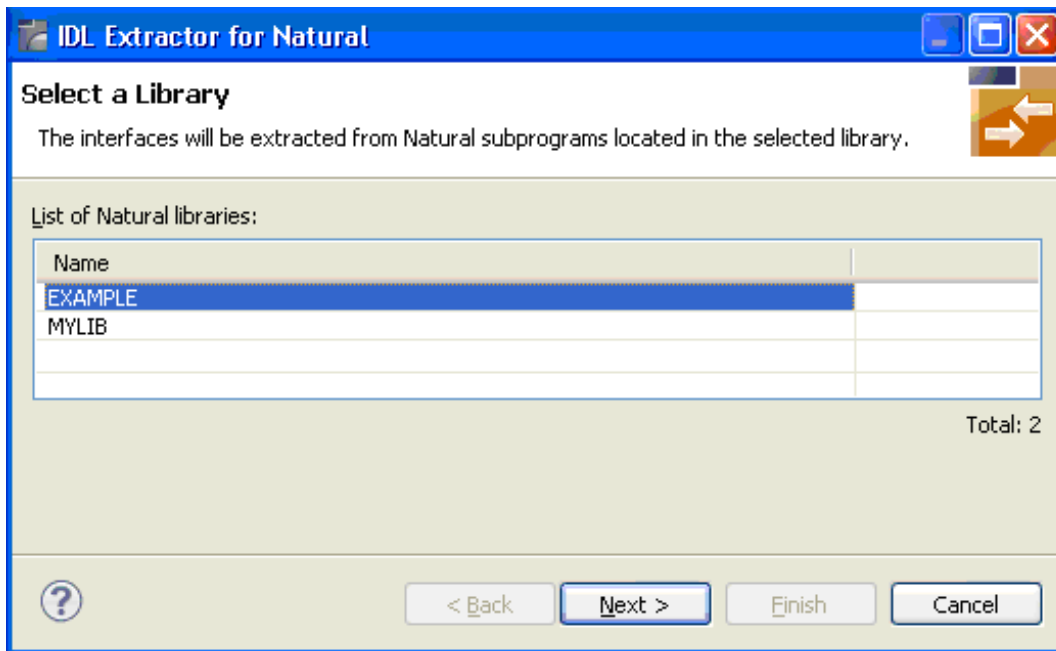 IDL Extractor for Natural
Select a Library
The interfaces will be extracted from Natural subprograms located in the selected library.
List of Natural libraries:
Name
EXAMPLE
MYLIB
Total: 2
? < Back Next > Finish Cancel